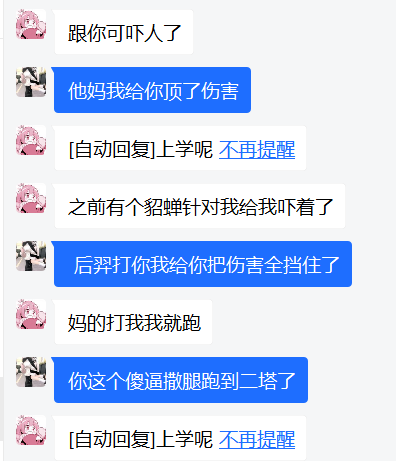 跟你可吓人了
他妈我给你顶了伤害
[自动回复]上学呢 不再提醒
之前有个貂蝉针对我给我吓着了
后羿打你我给你把伤害全挡住了
妈的打我我就跑
你这个傻逼撒腿跑到二塔了
[自动回复]上学呢 不再提醒